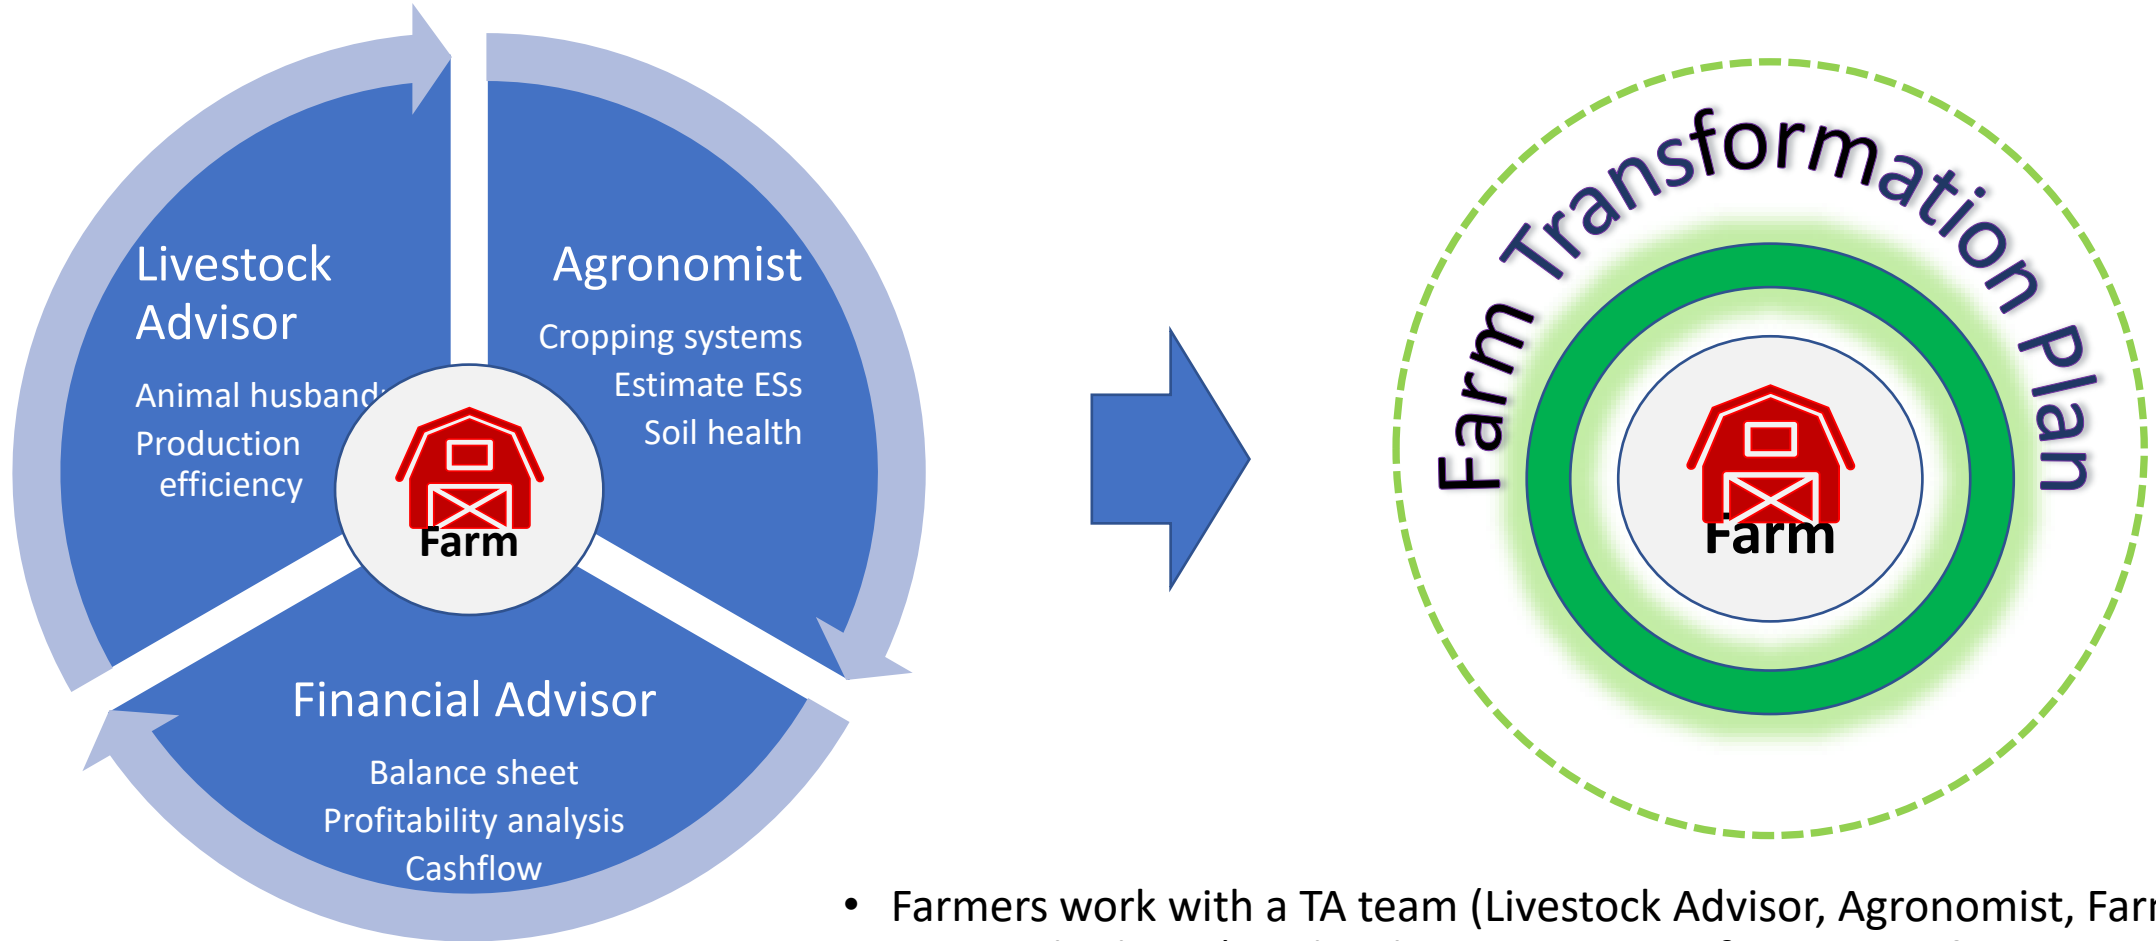 Livestock
Advisor
Animal husband
Production
efficiency
Agronomist
Cropping systems
Estimate ESs
Soil health
Farm
Financial Advisor
Balance sheet
Profitability analysis
Cashflow
Farm Transformation Plan
Farm
• Farmers work with a TA team (Livestock Advisor, Agronomist, Farm